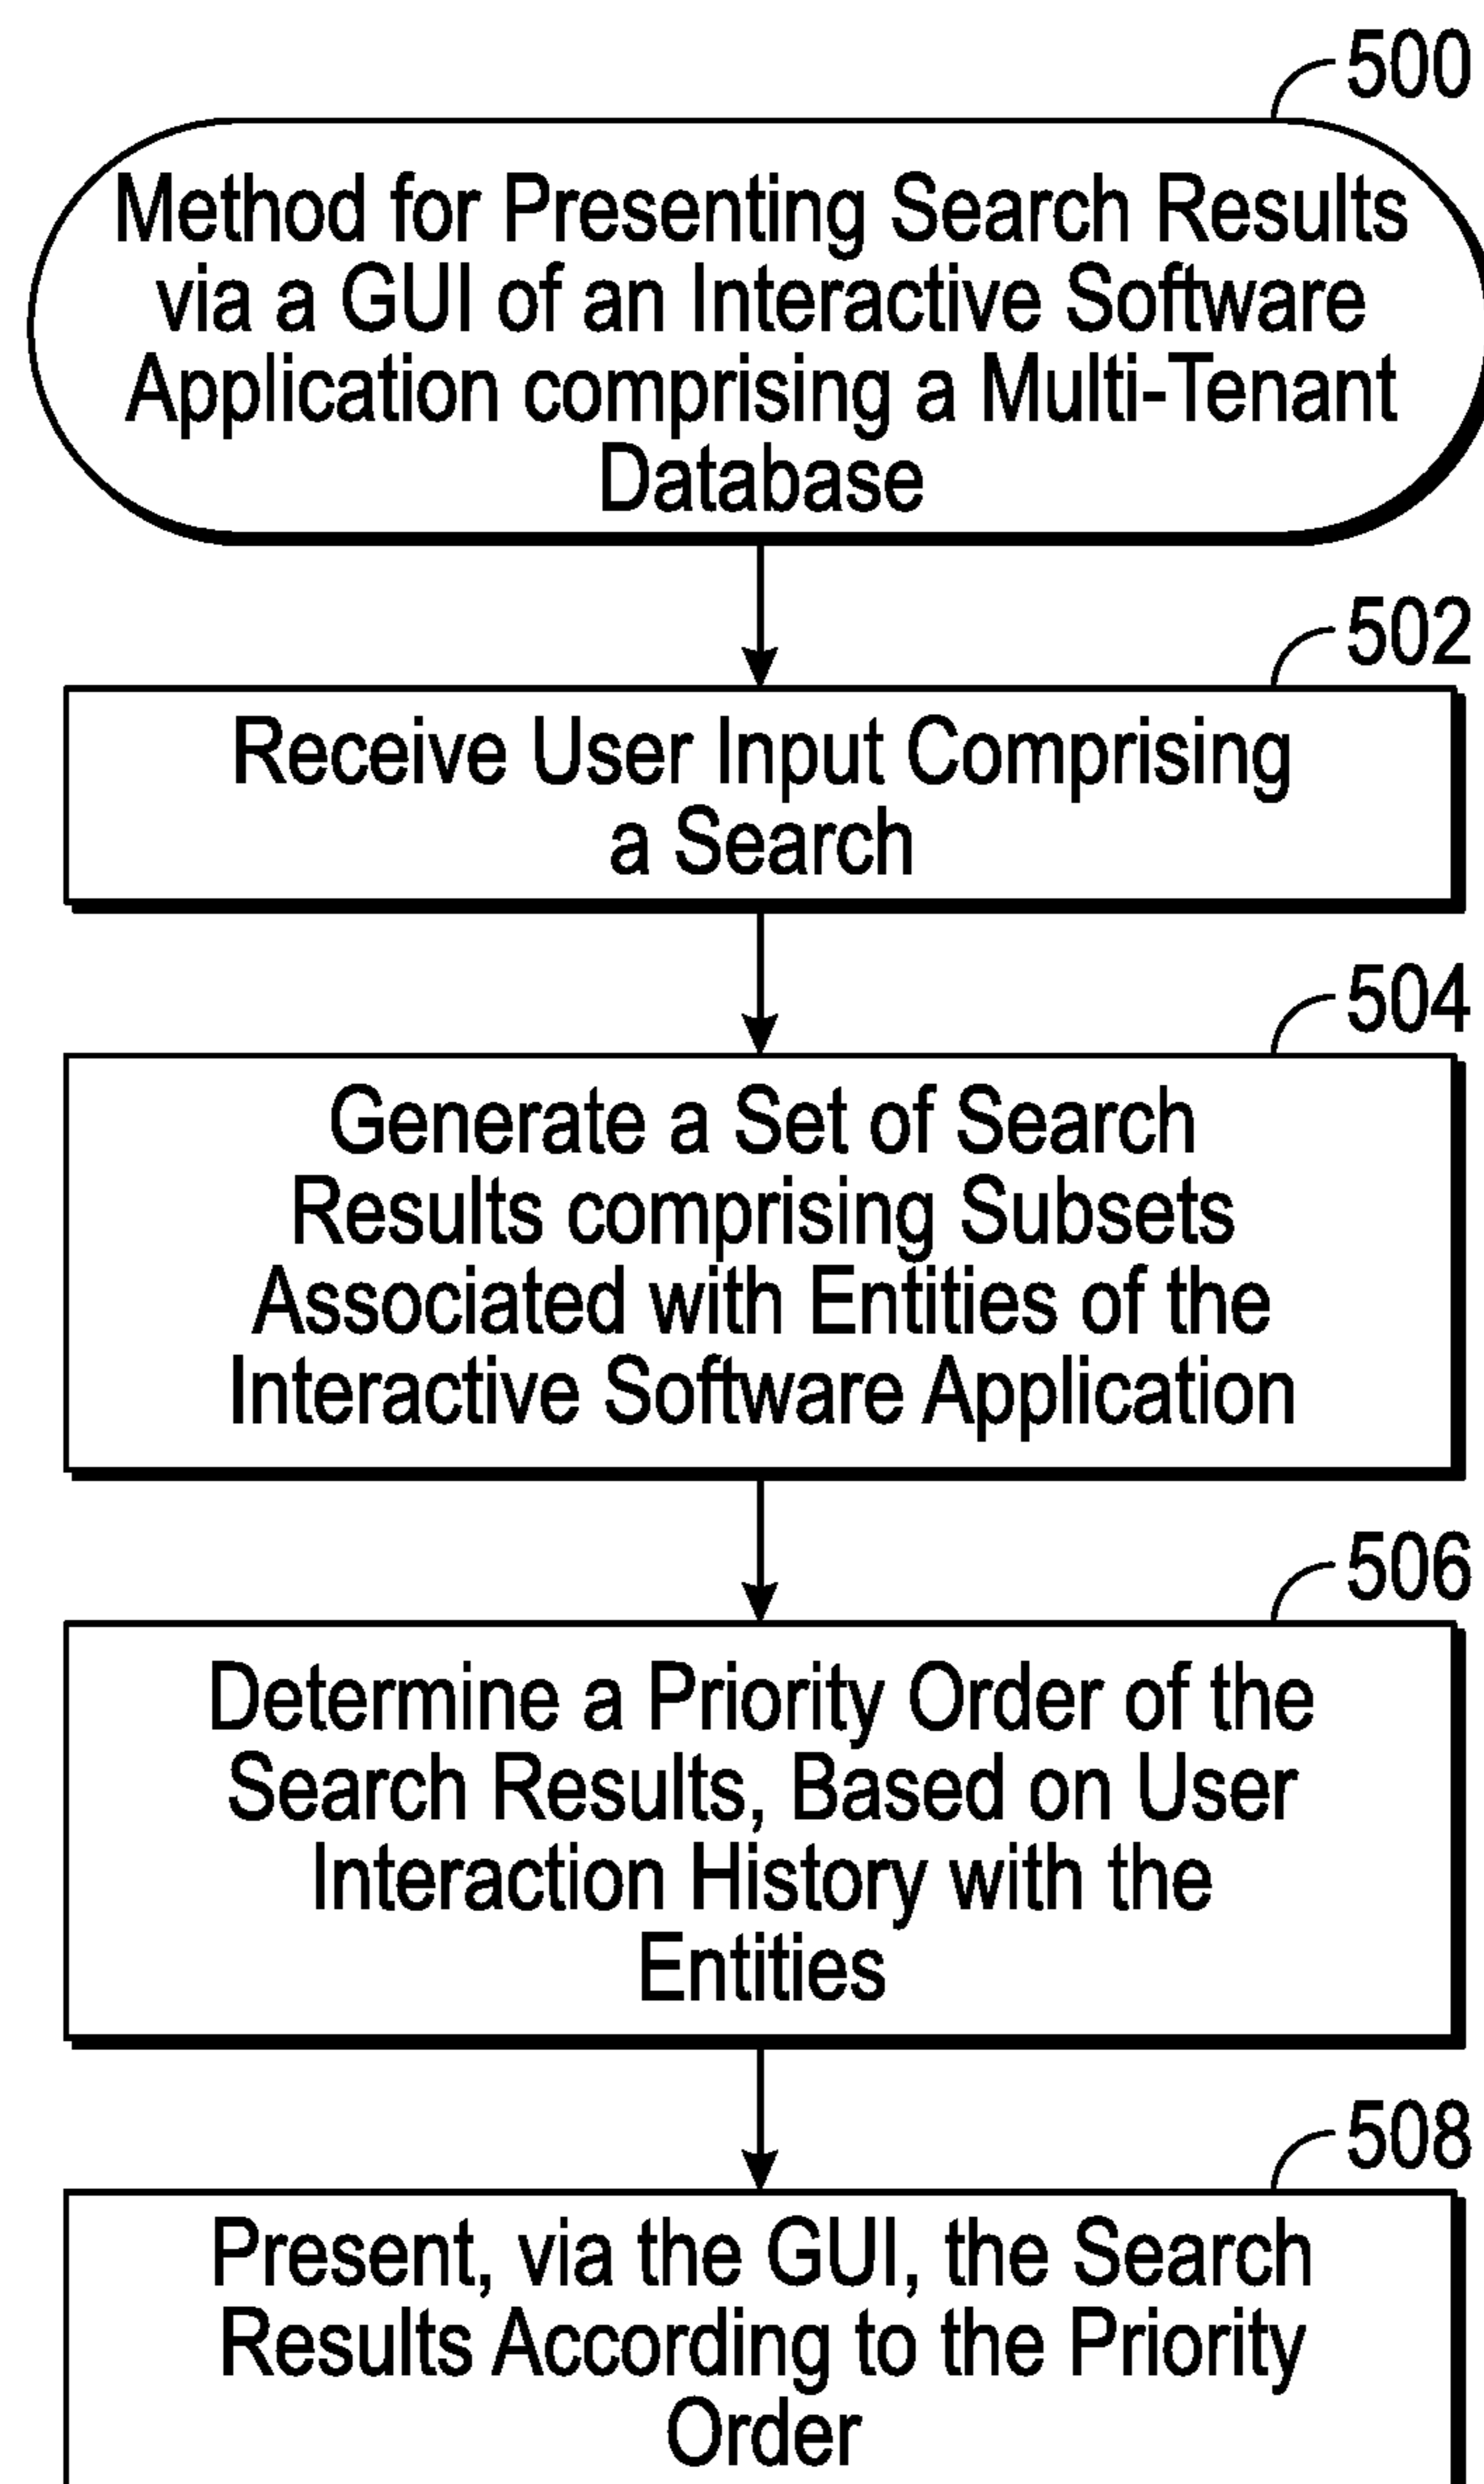 500
Method for Presenting Search Results
via a GUI of an Interactive Software
Application comprising a Multi-Tenant
Database
502
Receive User Input Comprising
a Search
504
Generate a Set of Search
Results comprising Subsets
Associated with Entities of the
Interactive Software Application
506
Determine a Priority Order of the
Search Results, Based on User
Interaction History with the
Entities
508
Present, via the GUI, the Search
Results According to the Priority
Order